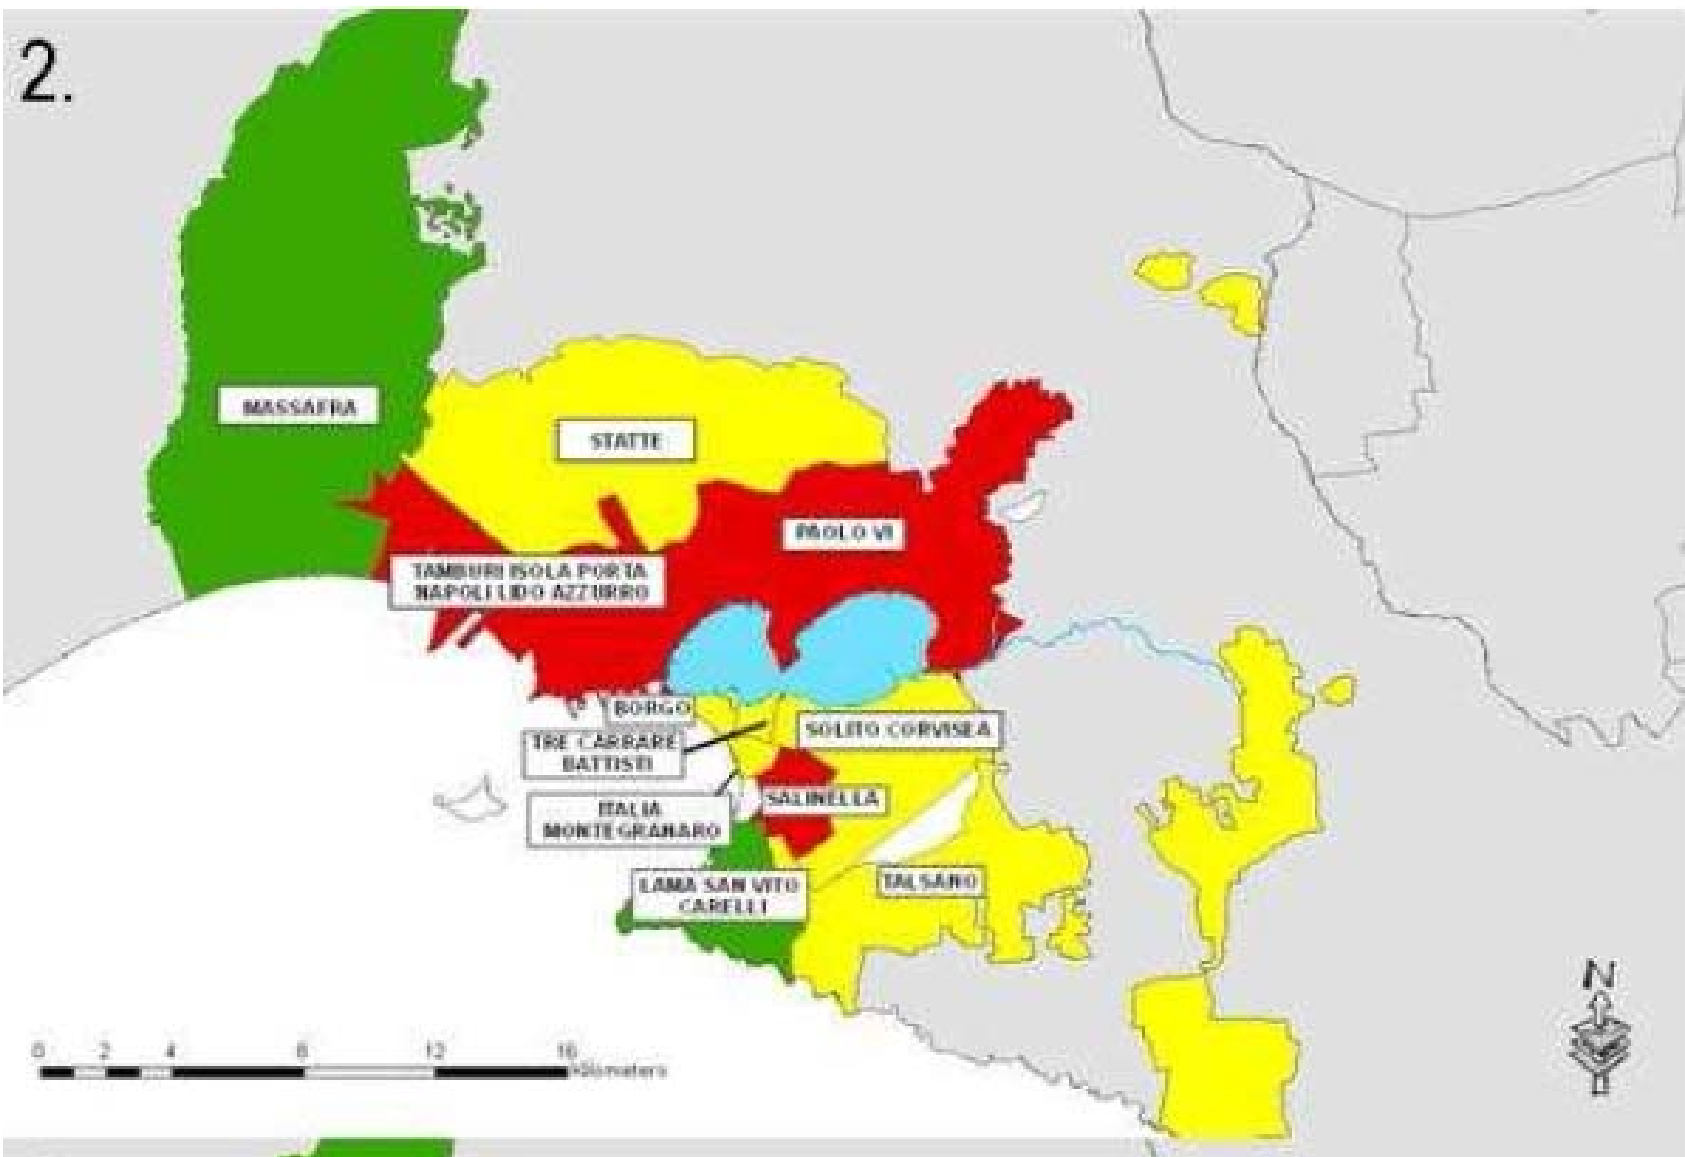 2.
MASSAFRA
STATTE
PAOLO VI
TAMBURI ISOLA PORTA
NAPOLI LIDO AZZURRO
BORGO
SOLITO CORVISEA
TRE CARRARE
BATTISTI
SALINELLA
ITALIA
MONTEGRANARO
TALSANO
LAMA SAN VITO
CARELLI
N
0 2 4 8 12 16
Kilometers